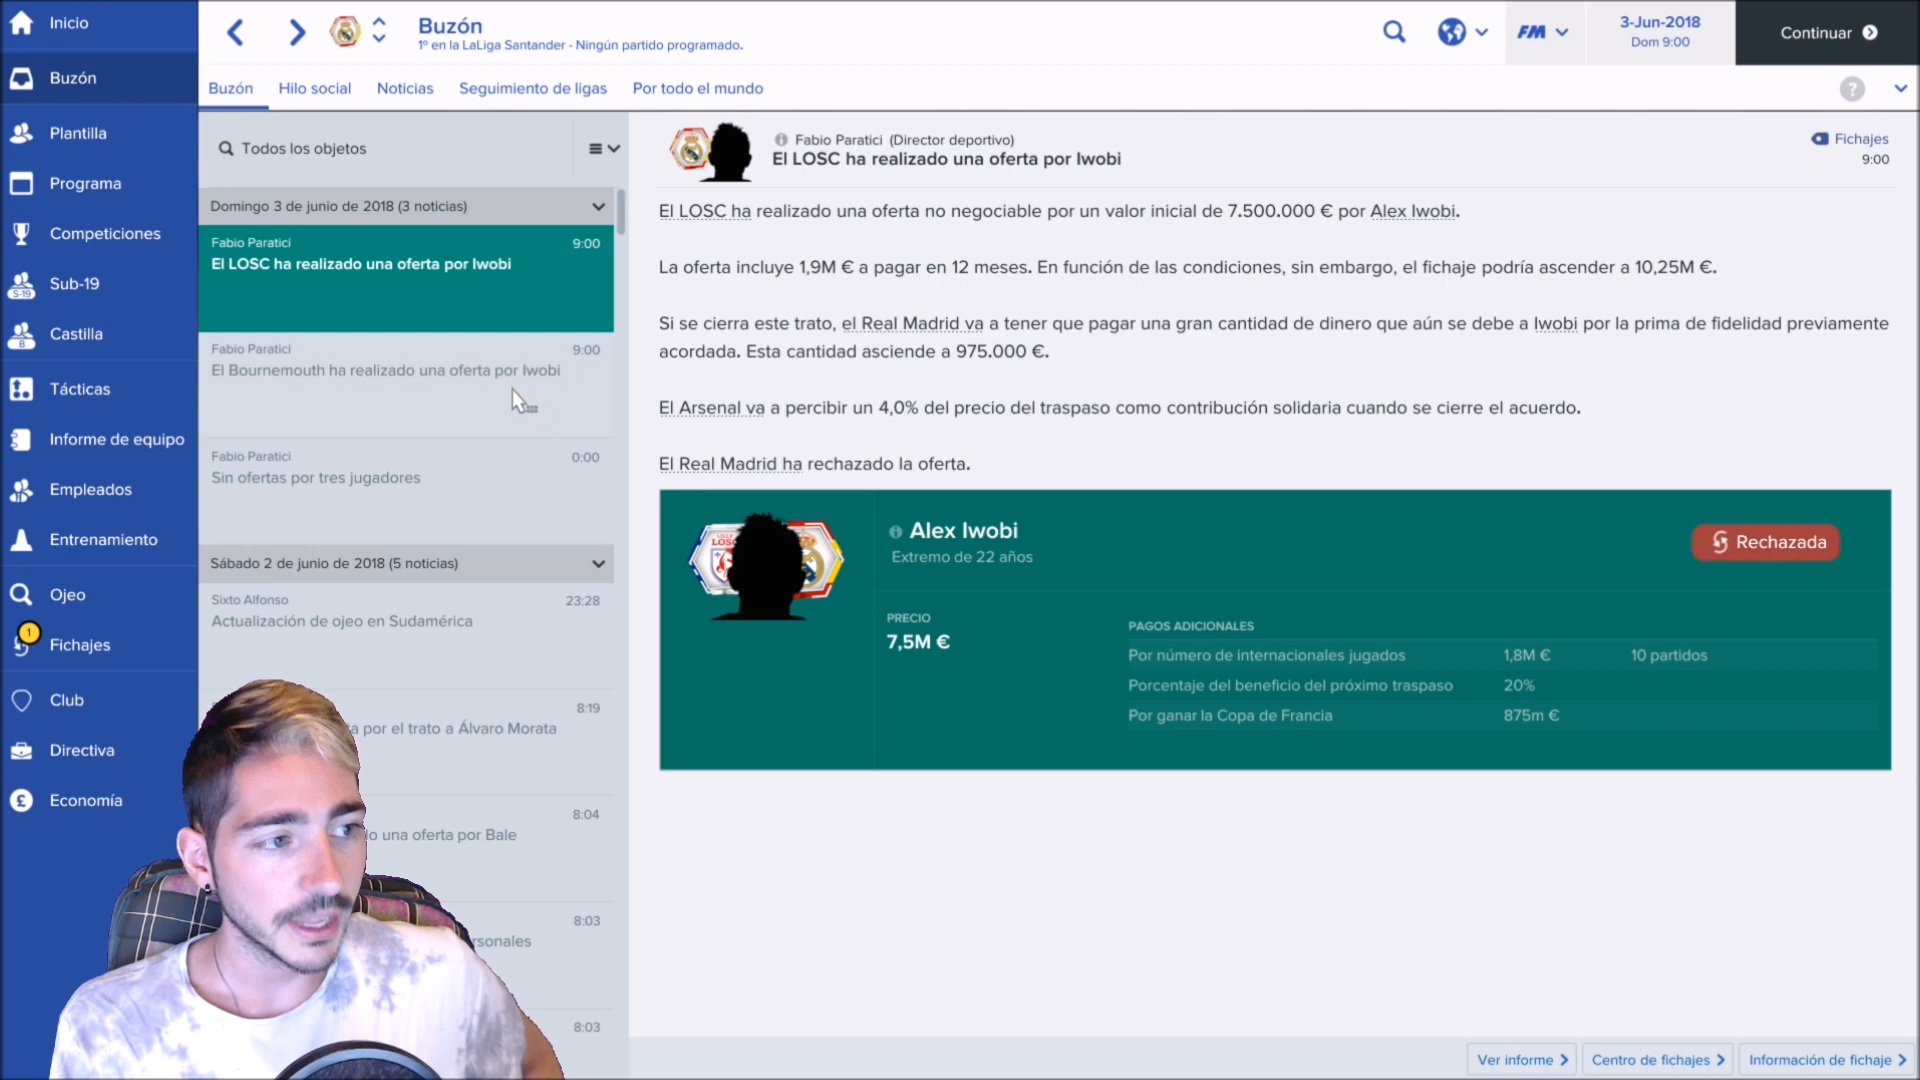 Inicio
Buzón
Plantilla
Programa
Competiciones
S-19
Sub-19
B
Castilla
Tácticas
Informe de equipo
Empleados
Entrenamiento
Ojeo
1
Fichajes
Club
Directiva
Economía
Buzón
1º en la LaLiga Santander - Ningún partido programado.
FM
3-Jun-2018
Dom 9:00
Continuar
Buzón
Hilo social
Noticias
Seguimiento de ligas
Por todo el mundo
?
Todos los objetos
Domingo 3 de junio de 2018 (3 noticias)
Fabio Paratici 9:00
El LOSC ha realizado una oferta por Iwobi
Fabio Paratici 9:00
El Bournemouth ha realizado una oferta por Iwobi
Fabio Paratici 0:00
Sin ofertas por tres jugadores
Sábado 2 de junio de 2018 (5 noticias)
Sixto Alfonso 23:28
Actualización de ojeo en Sudamérica
8:19
a por el trato a Álvaro Morata
8:04
una oferta por Bale
8:03
rsonales
8:03
Fabio Paratici (Director deportivo)
El LOSC ha realizado una oferta por Iwobi
Fichajes
9:00
El LOSC ha realizado una oferta no negociable por un valor inicial de 7.500.000 € por Alex Iwobi.
La oferta incluye 1,9M € a pagar en 12 meses. En función de las condiciones, sin embargo, el fichaje podría ascender a 10,25M €.
Si se cierra este trato, el Real Madrid va a tener que pagar una gran cantidad de dinero que aún se debe a Iwobi por la prima de fidelidad previamente
acordada. Esta cantidad asciende a 975.000 €.
El Arsenal va a percibir un 4,0% del precio del traspaso como contribución solidaria cuando se cierre el acuerdo.
El Real Madrid ha rechazado la oferta.
LOSC
Alex Iwobi
Extremo de 22 años
Rechazada
PRECIO
7,5M €
PAGOS ADICIONALES
Por número de internacionales jugados 1,8M € 10 partidos
Porcentaje del beneficio del próximo traspaso 20%
Por ganar la Copa de Francia 875m €
Ver informe
Centro de fichajes
Información de fichaje